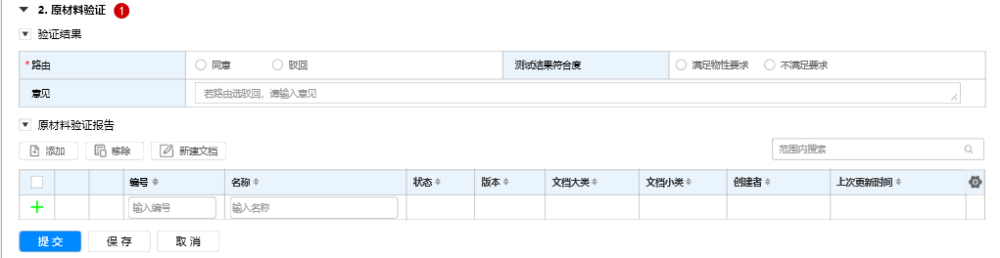 2. 原材料验证 1
验证结果
*路由 同意 驳回 测试结果符合度 满足物性要求 不满足要求
意见 若路由选驳回，请输入意见
原材料验证报告
添加 移除 新建文档 范围内搜索
编号 名称 状态 版本 文档大类 文档小类 创建者 上次更新时间
输入编号 输入名称
提交 保存 取消